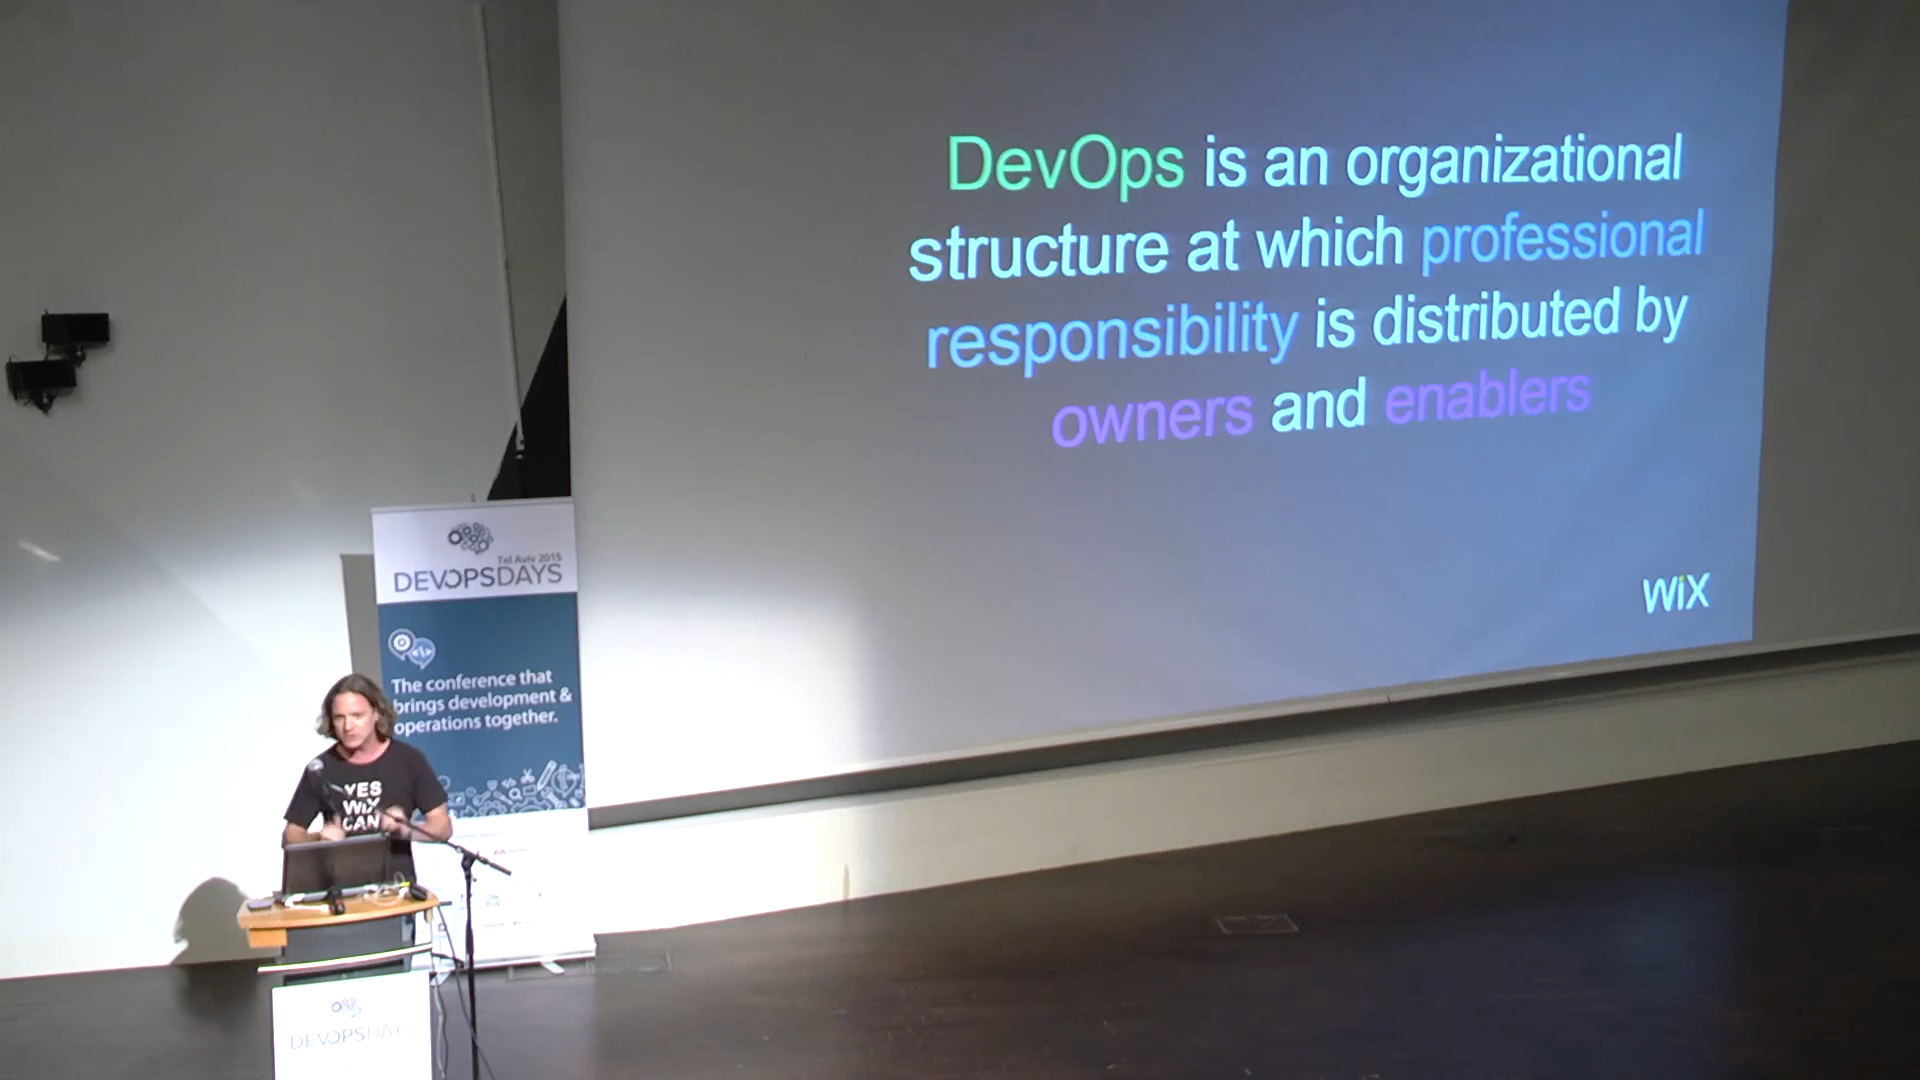 DevOps is an organizational
structure at which professional
responsibility is distributed by
owners and enablers
WiX
Tel Aviv 2015
DEVOPSDAYS
The conference that
brings development &
operations together.
YES
WiX
CAN
DEVOPSDAYS